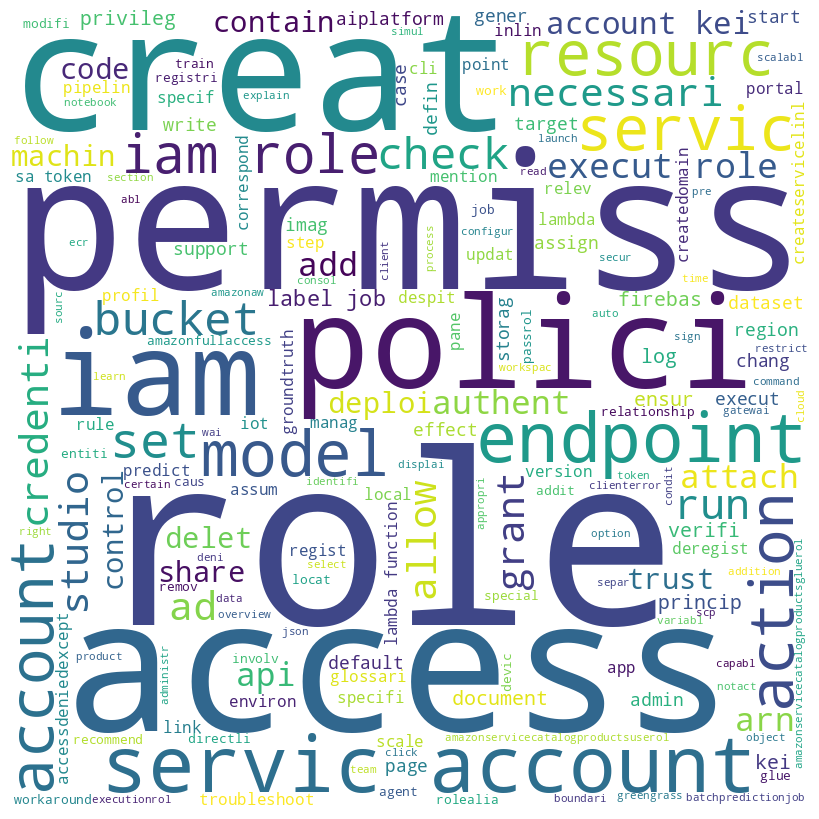 modifi
privileg
contain
aiplatform
gener
inlin
account kei
start
creat
code
train
registri
simul
case
cli
point
resourc
scalabl
pipelin
notebook
specif
explain
defin
work
necessari
portal
write
target
servic
launch
follow
machin
iam role
check
execut role
sa token
section
correspond
mention
read
pre
createservicelinl
abl
permiss
relev
createdomain
imag
job
lambda
ecr
support
step
client
process
configur
updat
assign
secur
add
consol
time
sourc
profil
amazonaw
label job
despit
firebas
dataset
bucket
storag
passrol
auto
sign
region
restrict
amazonfullaccess
pane
log
chang
iam
polici
groundtruth
workspac
command
learn
credenti
deploi
authent
ensur
execut
cloud
rule
iot
manag
effect
relationship
gatewai
entiti
set
wai
model
endpoint
predict
certain
caus
identifi
displai
version
token
attach
assum
local
addit
clienterror
condit
appropri
studio
control
right
role
allow
grant
option
run
action
delet
deni
regist
select
verifi
deregist
share
remov
data
locat
lambda function
special
separ
trust
addition
account
ad
overview
princip
scp
variabl
json
access
amazonservicecatalogproductsgluerol
accessdeniedexcept
product
administr
involv
default
app
capabl
api
glossari
devic
specifi
environ
document
admin
notact
arn
link
directli
recommend
scale
amazonservicecatalogproductsuserol
object
servic account
click
page
team
agent
kei
glue
workaround
executionrol
troubleshoot
rolealia
boundari
greengrass
batchpredictionjob